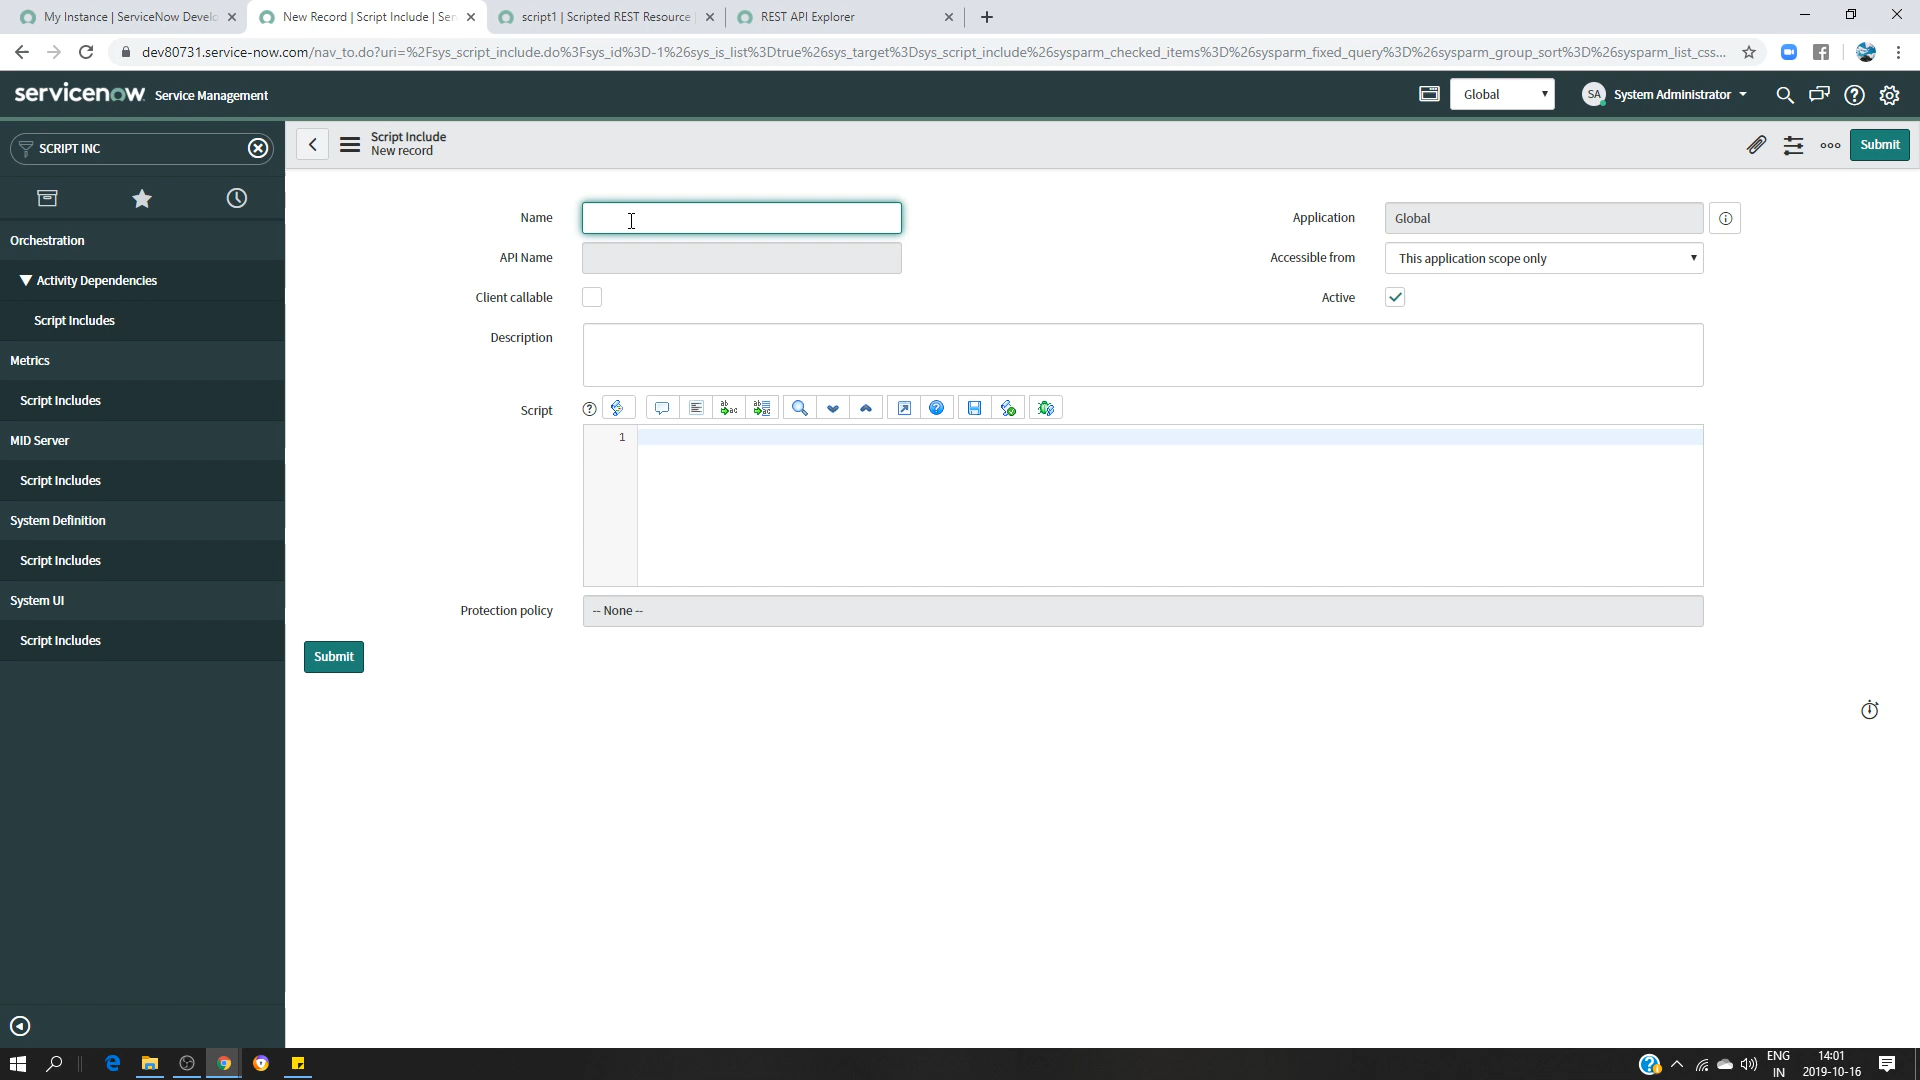 My Instance | ServiceNow Develo
New Record | Script Include | Ser
script1 | Scripted REST Resource
REST API Explorer
dev80731.service-now.com/nav_to.do?uri=%2Fsys_script_include.do%3Fsys_id%3D-1%26sys_is_list%3Dtrue%26sys_target%3Dsys_script_include%26sysparm_checked_items%3D%26sysparm_fixed_query%3D%26sysparm_group_sort%3D%26sysparm_list_css...
servicenow Service Management
Global
SA System Administrator
SCRIPT INC
Script Include
New record
Submit
Orchestration
Activity Dependencies
Script Includes
Metrics
Script Includes
MID Server
Script Includes
System Definition
Script Includes
System UI
Script Includes
Name
Application
Global
API Name
Accessible from
This application scope only
Client callable
Active
Description
Script
1
Protection policy
-- None --
Submit
ENG
IN
14:01
2019-10-16